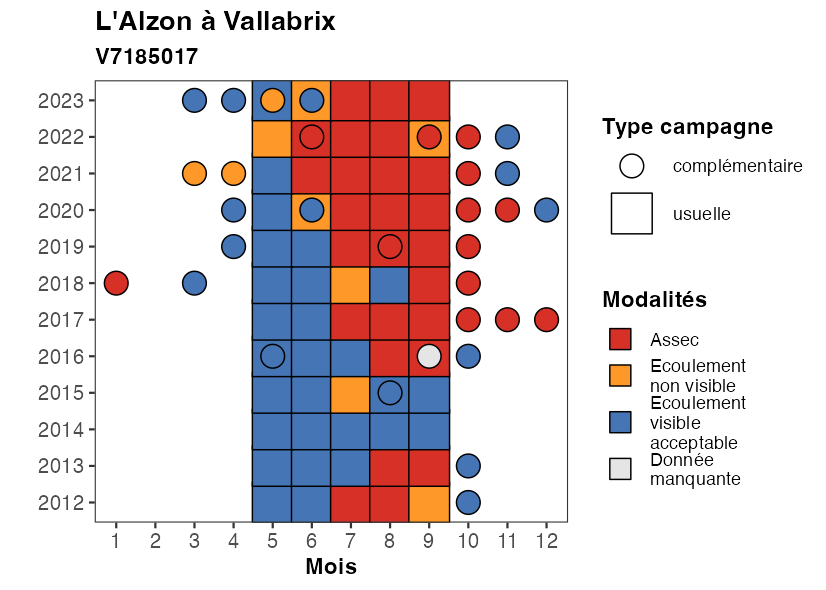 L'Alzon à Vallabrix
V7185017
2023
2022
2021
2020
2019
2018
2017
2016
2015
2014
2013
2012
1 2 3 4 5 6 7 8 9 10 11 12
Mois
Type campagne
complémentaire
usuelle
Modalités
Assec
Ecoulement
non visible
Ecoulement
visible
acceptable
Donnée
manquante